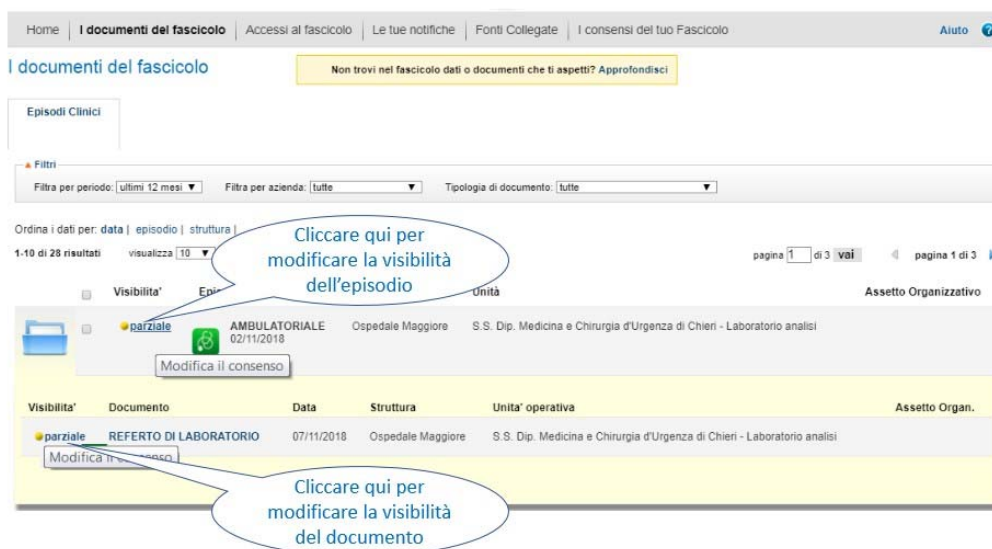 Home | I documenti del fascicolo | Accessi al fascicolo | Le tue notifiche | Fonti Collegate | I consensi del tuo Fascicolo Aiuto ?
I documenti del fascicolo
Non trovi nel fascicolo dati o documenti che ti aspetti? Approfondisci
Episodi Clinici
Filtri
Filtra per periodo: ultimi 12 mesi Filtra per azienda: tutte Tipologia di documento: tutte
Ordina i dati per: data | episodio | struttura |
Cliccare qui per
modificare la visibilità
dell'episodio
1-10 di 28 risultati visualizza 10 pagina 1 di 3 vai pagina 1 di 3
Visibilita' Unità Assetto Organizzativo
parziale AMBULATORIALE Ospedale Maggiore S.S. Dip. Medicina e Chirurgia d'Urgenza di Chieri - Laboratorio analisi
02/11/2018
Modifica il consenso
Visibilita' Documento Data Struttura Unita' operativa Assetto Organ.
parziale REFERTO DI LABORATORIO 07/11/2018 Ospedale Maggiore S.S. Dip. Medicina e Chirurgia d'Urgenza di Chieri - Laboratorio analisi
Modifica il consenso
Cliccare qui per
modificare la visibilità
del documento